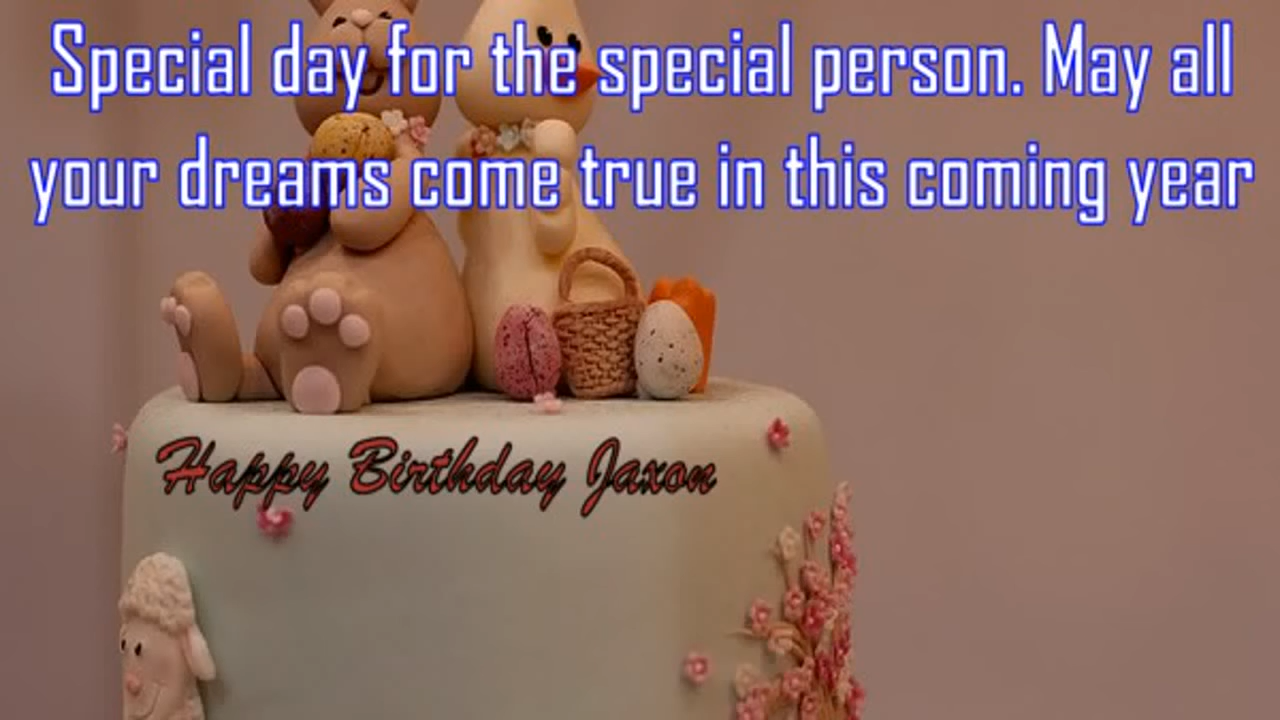 Special day for the special person. May all
your dreams come true in this coming year
Happy Birthday Jaxon